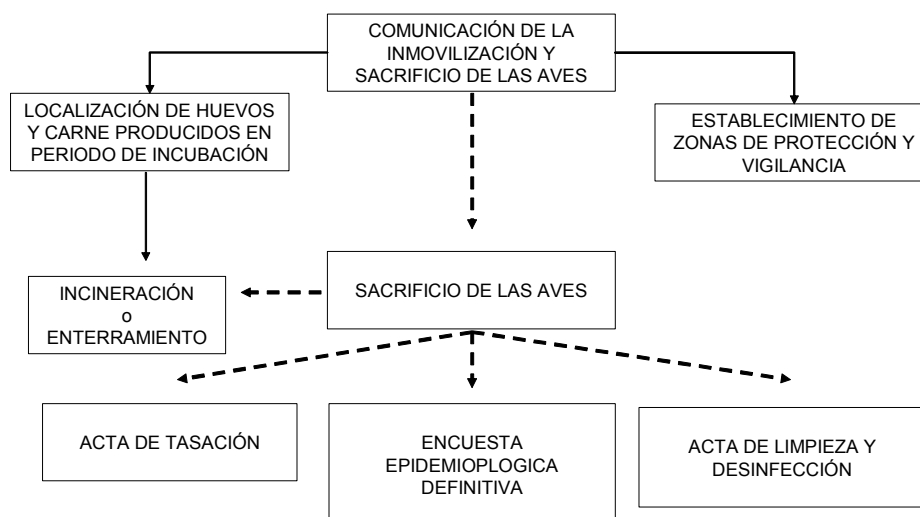 COMUNICACIÓN DE LA
INMOVILIZACIÓN Y
SACRIFICIO DE LAS AVES
LOCALIZACIÓN DE HUEVOS
Y CARNE PRODUCIDOS EN
PERIODO DE INCUBACIÓN
ESTABLECIMIENTO DE
ZONAS DE PROTECCIÓN Y
VIGILANCIA
INCINERACIÓN
o
ENTERRAMIENTO
SACRIFICIO DE LAS AVES
ACTA DE TASACIÓN
ENCUESTA
EPIDEMIOPLOGICA
DEFINITIVA
ACTA DE LIMPIEZA Y
DESINFECCIÓN